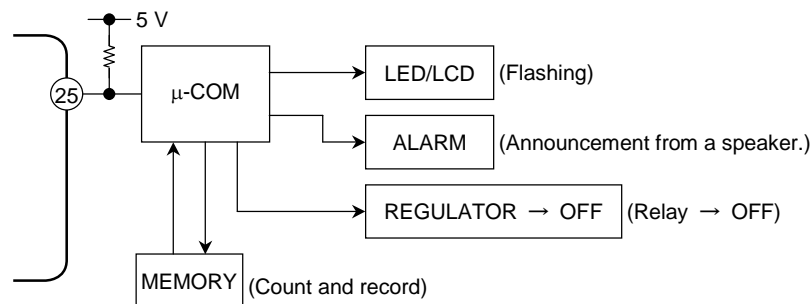 5 V
25
μ-COM
LED/LCD (Flashing)
ALARM (Announcement from a speaker.)
REGULATOR → OFF (Relay → OFF)
MEMORY (Count and record)